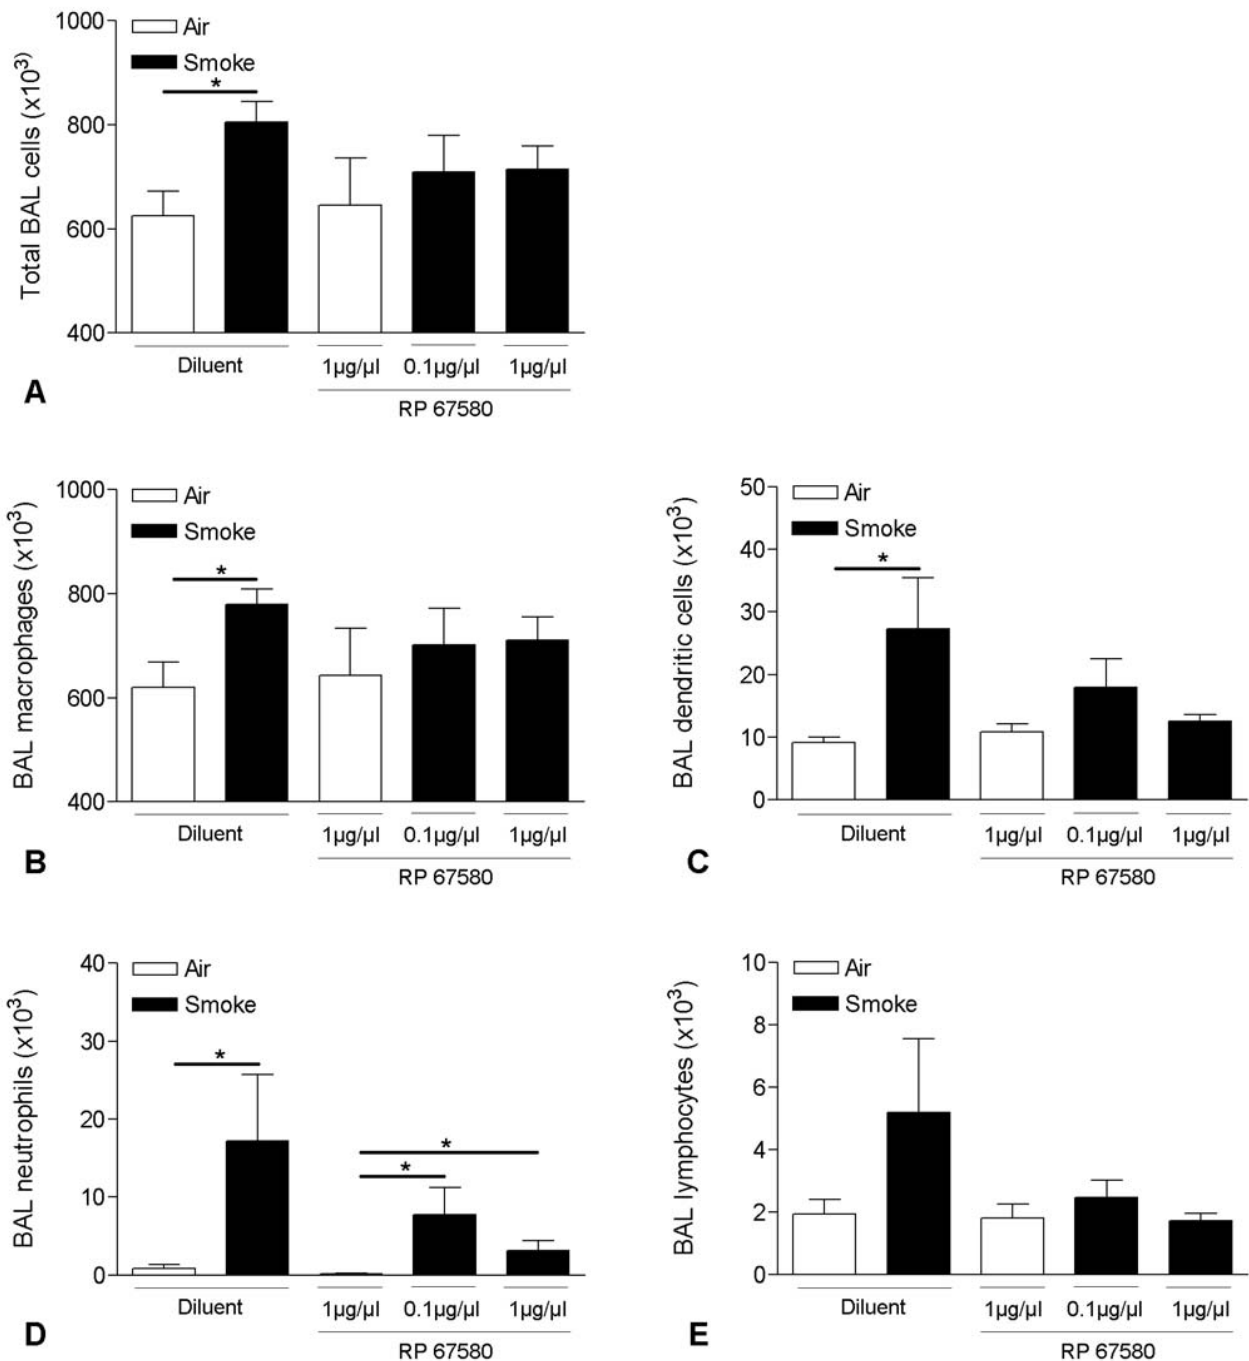 Total BAL cells (x10³)
1000
800
600
400
Air
Smoke
*
Diluent
1µg/µl 0.1µg/µl 1µg/µl
RP 67580
A
BAL macrophages (x10³)
1000
800
600
400
Air
Smoke
*
Diluent
1µg/µl 0.1µg/µl 1µg/µl
RP 67580
B
BAL dendritic cells (x10³)
50
40
30
20
10
0
Air
Smoke
*
Diluent
1µg/µl 0.1µg/µl 1µg/µl
RP 67580
C
BAL neutrophils (x10³)
40
30
20
10
0
Air
Smoke
*
*
*
Diluent
1µg/µl 0.1µg/µl 1µg/µl
RP 67580
D
BAL lymphocytes (x10³)
10
8
6
4
2
0
Air
Smoke
Diluent
1µg/µl 0.1µg/µl 1µg/µl
RP 67580
E